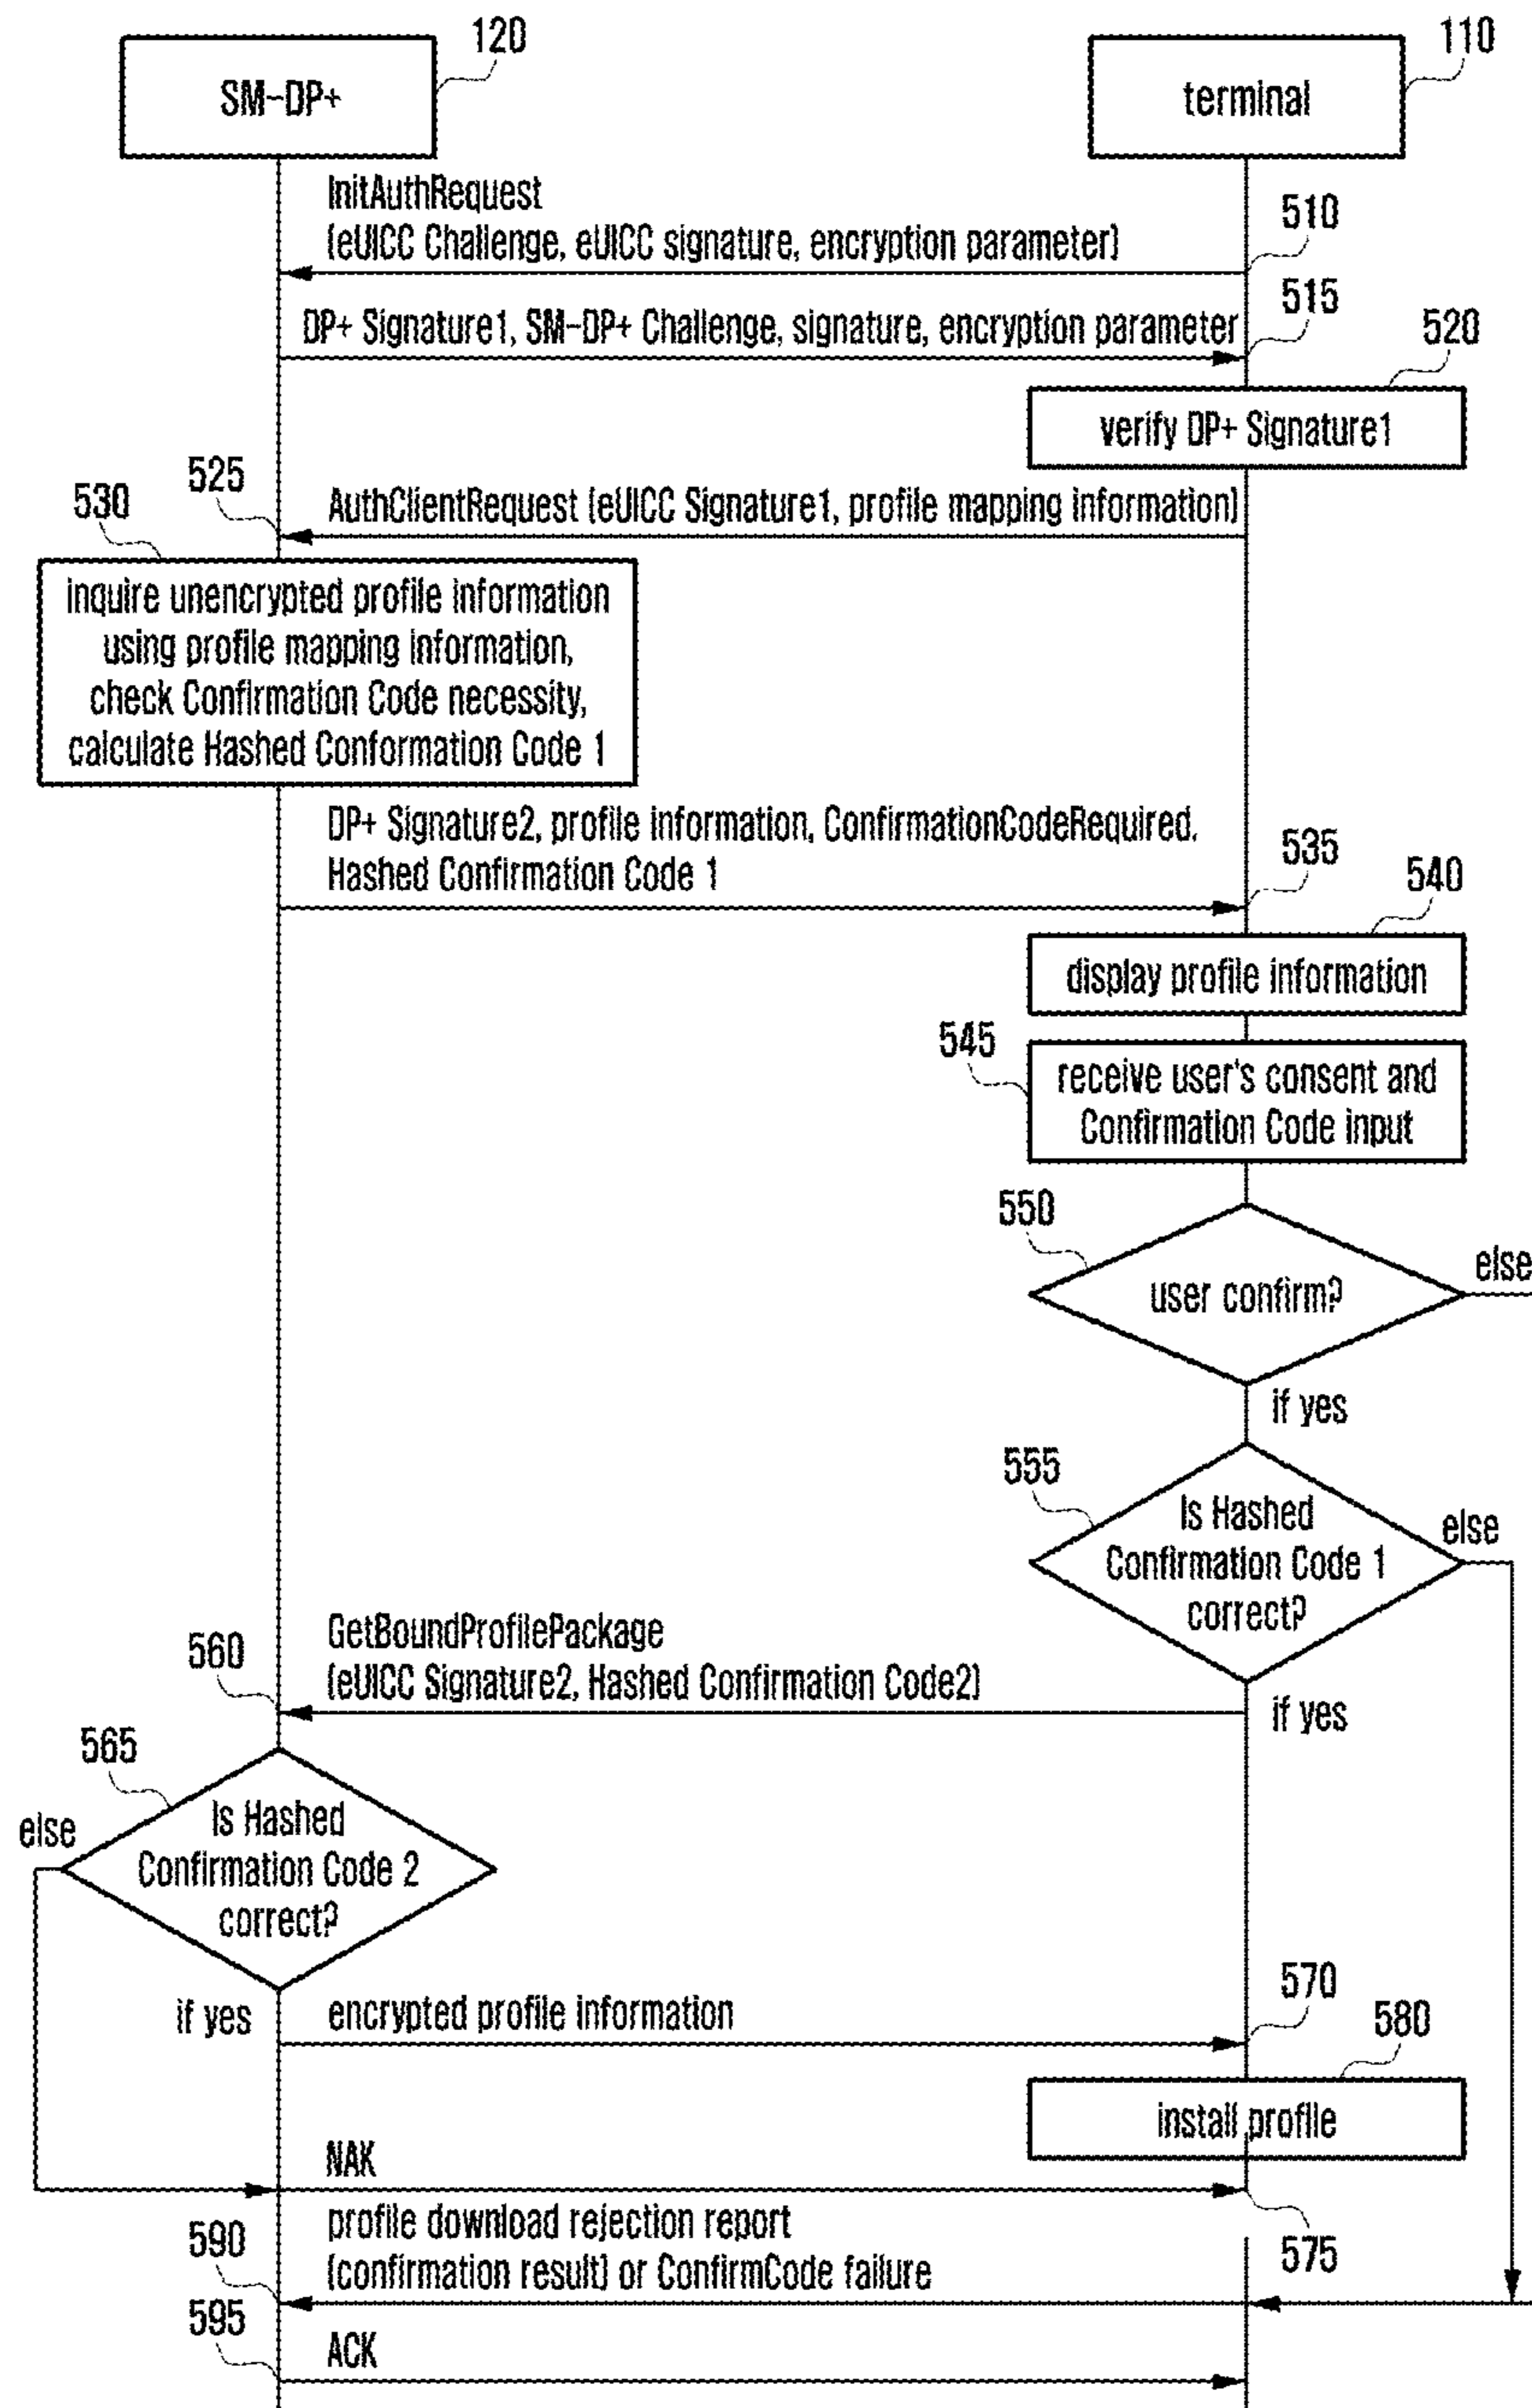 120
110
SM-DP+
terminal
InitAuthRequest
(eUICC Challenge, eUICC signature, encryption parameter)
510
515
DP+ Signature1, SM-DP+ Challenge, signature, encryption parameter
520
verify DP+ Signature1
525
530
AuthClientRequest (eUICC Signature1, profile mapping information)
inquire unencrypted profile information
using profile mapping information,
check Confirmation Code necessity,
calculate Hashed Conformation Code 1
DP+ Signature2, profile information, ConfirmationCodeRequired,
Hashed Confirmation Code 1
535
540
display profile information
545
receive user's consent and
Confirmation Code input
550
user confirm?
else
if yes
555
Is Hashed
Confirmation Code 1
correct?
else
GetBoundProfilePackage
(eUICC Signature2, Hashed Confirmation Code2)
560
if yes
565
else
Is Hashed
Confirmation Code 2
correct?
if yes
encrypted profile information
570
580
install profile
NAK
575
profile download rejection report
(confirmation result) or ConfirmCode failure
590
595
ACK